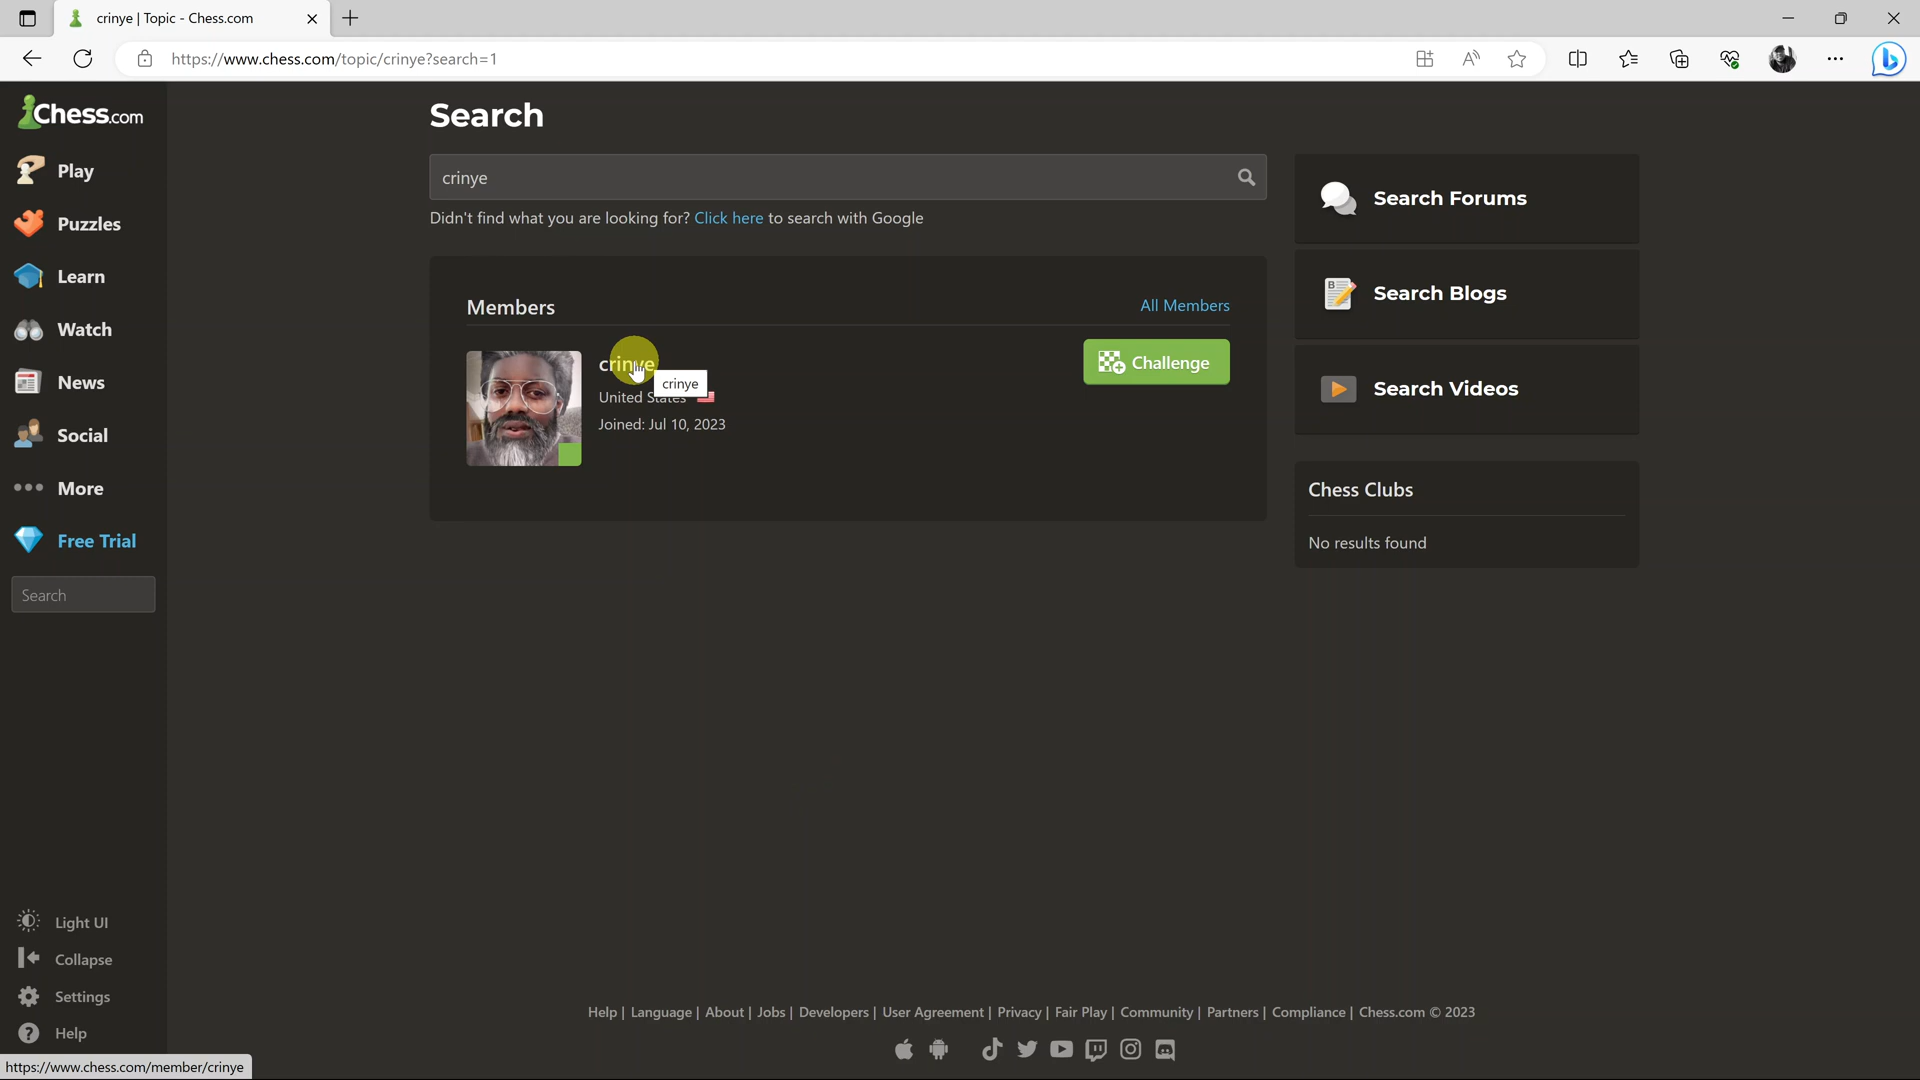 crinye | Topic - Chess.com
https://www.chess.com/topic/crinye?search=1
Chess.com
Play
Puzzles
Learn
Watch
News
Social
More
Free Trial
Search
Light UI
Collapse
Settings
Help
https://www.chess.com/member/crinye
Search
crinye
Didn't find what you are looking for? Click here to search with Google
Members
All Members
crinye
crinye
United States
Joined: Jul 10, 2023
Challenge
Search Forums
Search Blogs
Search Videos
Chess Clubs
No results found
Help | Language | About | Jobs | Developers | User Agreement | Privacy | Fair Play | Community | Partners | Compliance | Chess.com © 2023